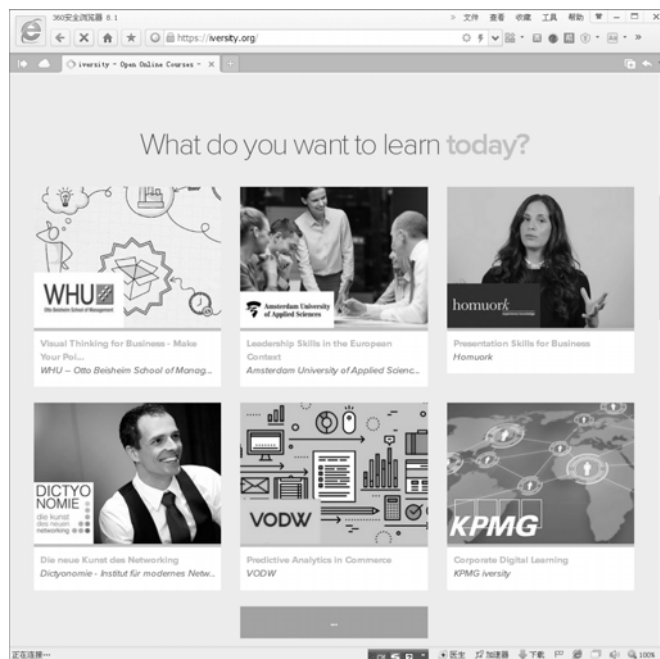 360安全浏览器 8.1
» 文件 查看 收藏 工具 帮助
https://iversity.org/
iversity - Open Online Courses -
What do you want to learn today?
WHU
Otto Beisheim School of Management
Visual Thinking for Business - Make
Your Poi...
WHU – Otto Beisheim School of Manag...
Amsterdam University
of Applied Sciences
Leadership Skills in the European
Context
Amsterdam University of Applied Scienc...
homuork
Presentation Skills for Business
Homuork
DICTYO
NOMIE
die kunst
des neuen
networking
Die neue Kunst des Networking
Dictyonomie - Institut für modernes Netw...
VODW
Predictive Analytics in Commerce
VODW
KPMG
Corporate Digital Learning
KPMG iversity
正在连接…
医生 加速器 下载 100%